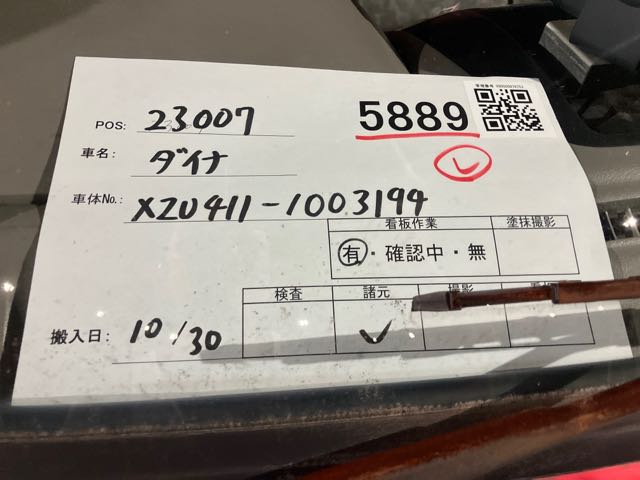 POS: 23007
5889
車名: ダイナ
レ
車体No.: XZU411-1003194
看板作業 塗抹撮影
有・確認中・無
検査 諸元 撮影
搬入日: 10/30
✓